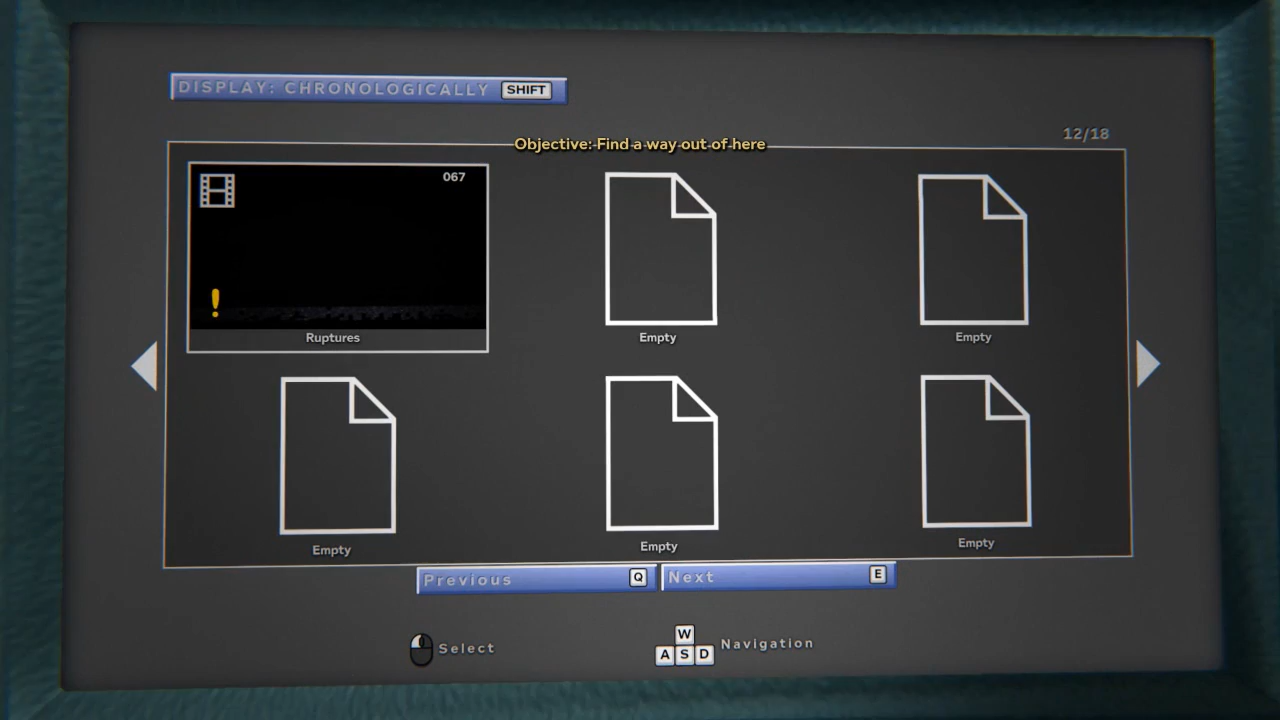 DISPLAY: CHRONOLOGICALLY SHIFT
12/18
Objective: Find a way out of here
067
Ruptures
Empty
Empty
Empty
Empty
Empty
Previous Q
Next E
Select
W
A S D
Navigation